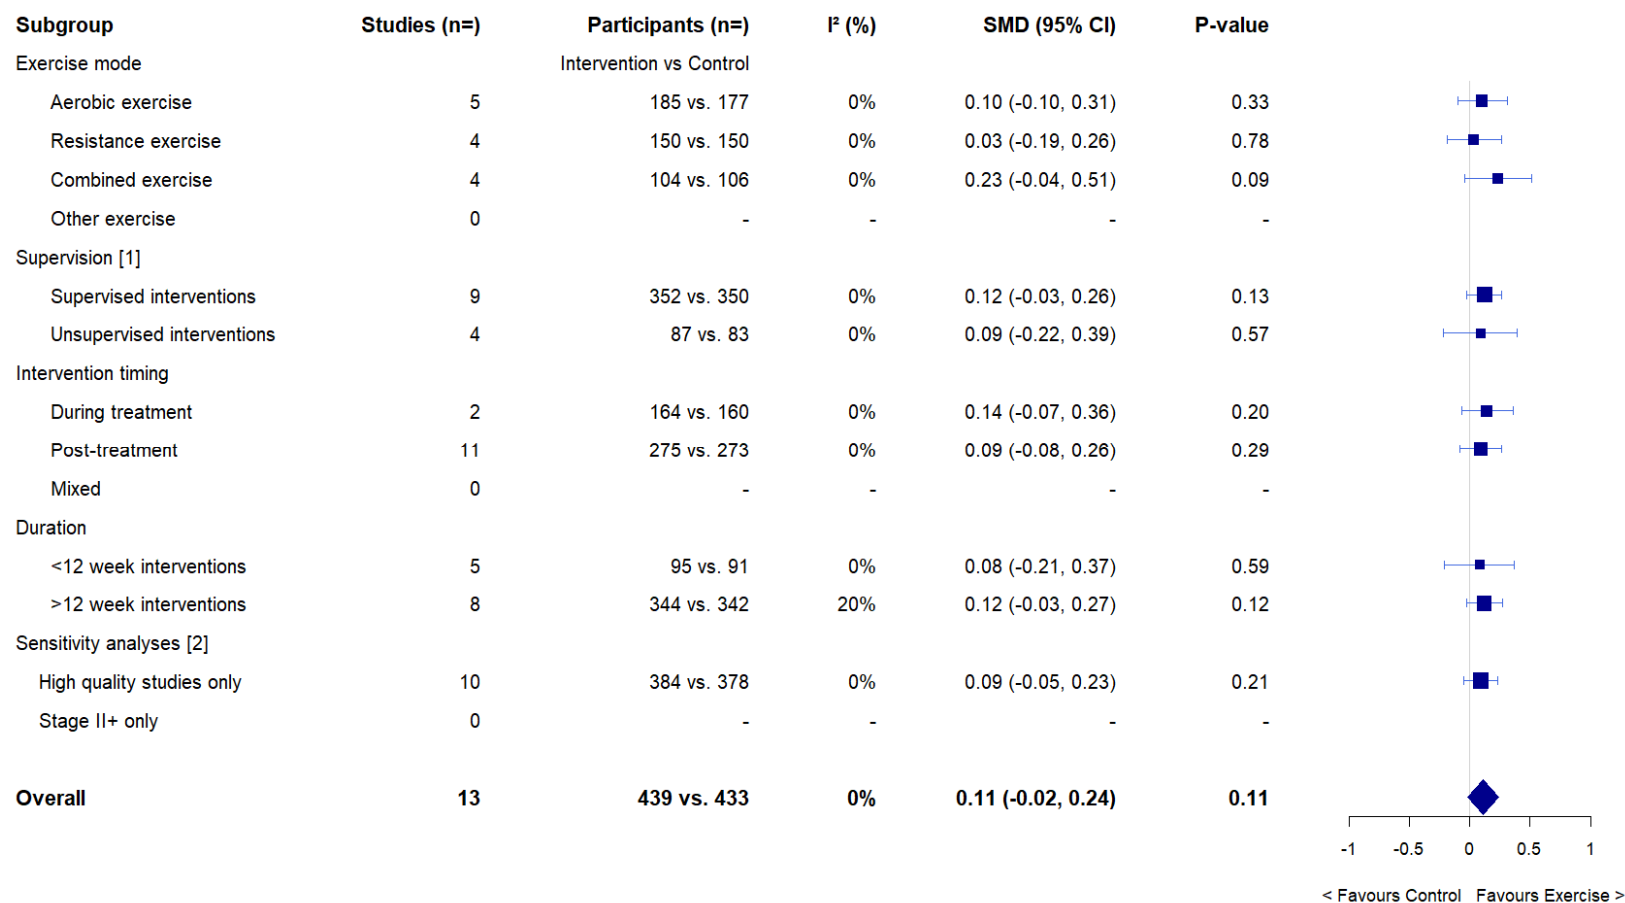 Subgroup Studies (n=) Participants (n=) I² (%) SMD (95% CI) P-value
Exercise mode Intervention vs Control
Aerobic exercise 5 185 vs. 177 0% 0.10 (-0.10, 0.31) 0.33
Resistance exercise 4 150 vs. 150 0% 0.03 (-0.19, 0.26) 0.78
Combined exercise 4 104 vs. 106 0% 0.23 (-0.04, 0.51) 0.09
Other exercise 0 - - - -
Supervision [1]
Supervised interventions 9 352 vs. 350 0% 0.12 (-0.03, 0.26) 0.13
Unsupervised interventions 4 87 vs. 83 0% 0.09 (-0.22, 0.39) 0.57
Intervention timing
During treatment 2 164 vs. 160 0% 0.14 (-0.07, 0.36) 0.20
Post-treatment 11 275 vs. 273 0% 0.09 (-0.08, 0.26) 0.29
Mixed 0 - - - -
Duration
<12 week interventions 5 95 vs. 91 0% 0.08 (-0.21, 0.37) 0.59
>12 week interventions 8 344 vs. 342 20% 0.12 (-0.03, 0.27) 0.12
Sensitivity analyses [2]
High quality studies only 10 384 vs. 378 0% 0.09 (-0.05, 0.23) 0.21
Stage II+ only 0 - - - -
Overall 13 439 vs. 433 0% 0.11 (-0.02, 0.24) 0.11
-1 -0.5 0 0.5 1
< Favours Control Favours Exercise >